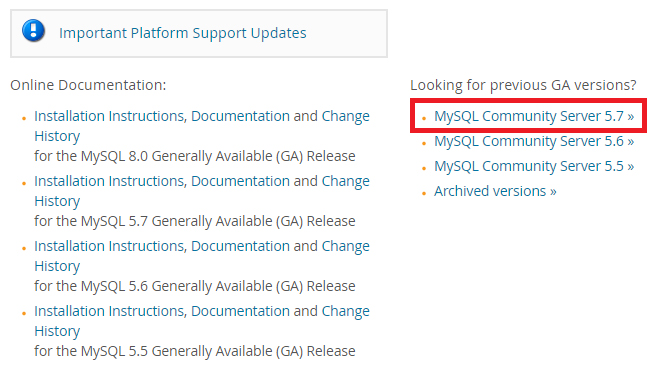 Important Platform Support Updates
Online Documentation:
Installation Instructions, Documentation and Change
History
for the MySQL 8.0 Generally Available (GA) Release
Installation Instructions, Documentation and Change
History
for the MySQL 5.7 Generally Available (GA) Release
Installation Instructions, Documentation and Change
History
for the MySQL 5.6 Generally Available (GA) Release
Installation Instructions, Documentation and Change
History
for the MySQL 5.5 Generally Available (GA) Release
Looking for previous GA versions?
MySQL Community Server 5.7 »
MySQL Community Server 5.6 »
MySQL Community Server 5.5 »
Archived versions »